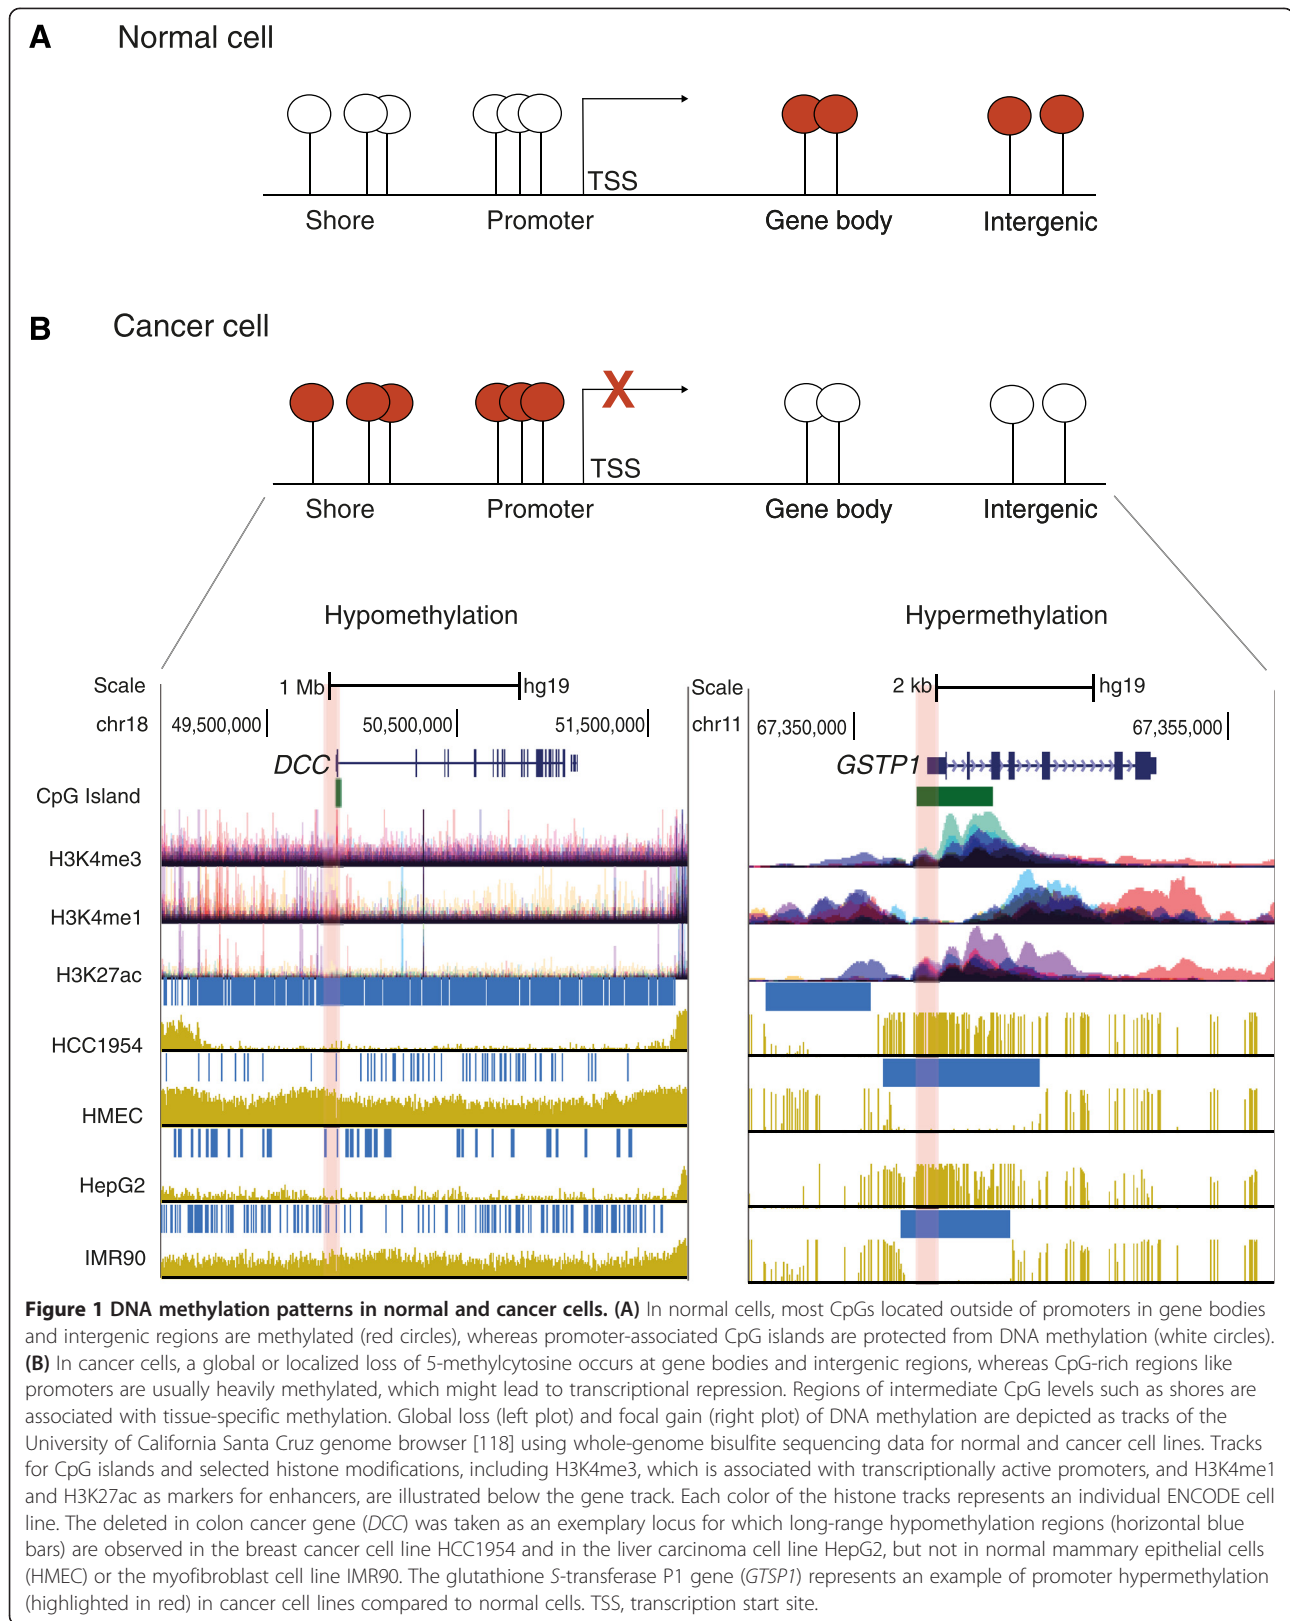 A Normal cell
TSS
Shore Promoter Gene body Intergenic
B Cancer cell
X
TSS
Shore Promoter Gene body Intergenic
Hypomethylation Hypermethylation
Scale 1 Mb hg19 Scale 2 kb hg19
chr18 49,500,000 50,500,000 51,500,000 chr11 67,350,000 67,355,000
DCC GSTP1
CpG Island
H3K4me3
H3K4me1
H3K27ac
HCC1954
HMEC
HepG2
IMR90
Figure 1 DNA methylation patterns in normal and cancer cells. (A) In normal cells, most CpGs located outside of promoters in gene bodies
and intergenic regions are methylated (red circles), whereas promoter-associated CpG islands are protected from DNA methylation (white circles).
(B) In cancer cells, a global or localized loss of 5-methylcytosine occurs at gene bodies and intergenic regions, whereas CpG-rich regions like
promoters are usually heavily methylated, which might lead to transcriptional repression. Regions of intermediate CpG levels such as shores are
associated with tissue-specific methylation. Global loss (left plot) and focal gain (right plot) of DNA methylation are depicted as tracks of the
University of California Santa Cruz genome browser [118] using whole-genome bisulfite sequencing data for normal and cancer cell lines. Tracks
for CpG islands and selected histone modifications, including H3K4me3, which is associated with transcriptionally active promoters, and H3K4me1
and H3K27ac as markers for enhancers, are illustrated below the gene track. Each color of the histone tracks represents an individual ENCODE cell
line. The deleted in colon cancer gene (DCC) was taken as an exemplary locus for which long-range hypomethylation regions (horizontal blue
bars) are observed in the breast cancer cell line HCC1954 and in the liver carcinoma cell line HepG2, but not in normal mammary epithelial cells
(HMEC) or the myofibroblast cell line IMR90. The glutathione S-transferase P1 gene (GTSP1) represents an example of promoter hypermethylation
(highlighted in red) in cancer cell lines compared to normal cells. TSS, transcription start site.